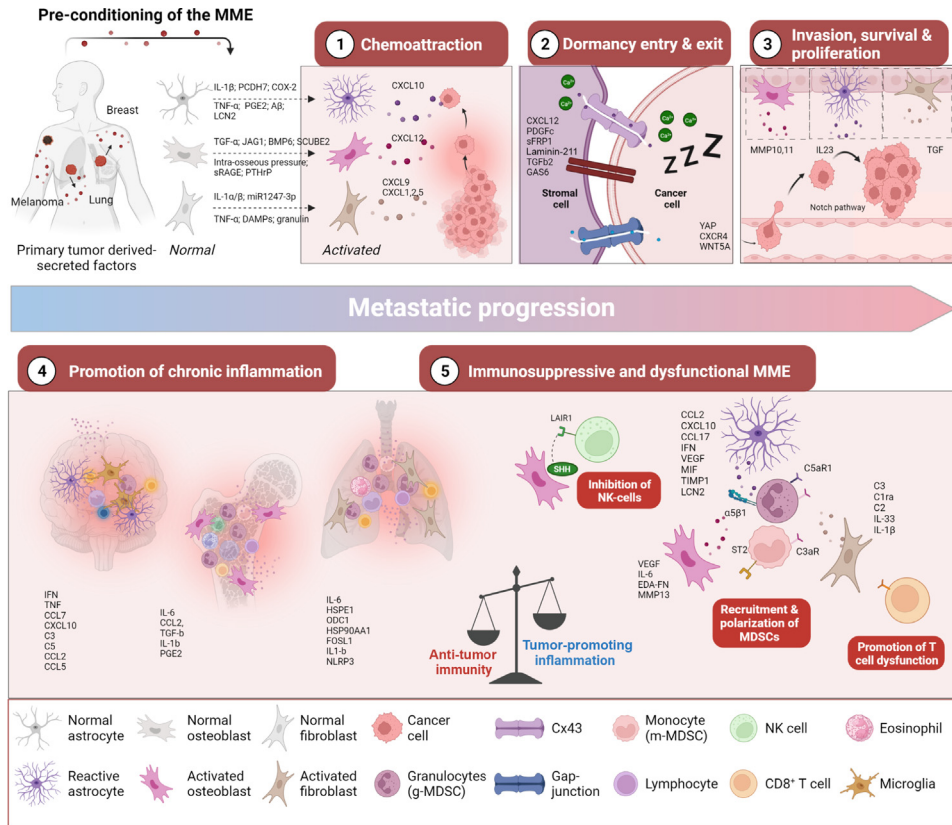 Pre-conditioning of the MME
Breast
Melanoma
Lung
Primary tumor derived-
secreted factors
IL-1β; PCDH7; COX-2
TNF-α; PGE2; Aβ;
LCN2
TGF-α; JAG1; BMP6; SCUBE2
Intra-osseous pressure;
sRAGE; PTHrP
IL-1α/β; miR1247-3p
TNF-α; DAMPs; granulin
Normal
1 Chemoattraction
CXCL10
CXCL12
CXCL9
CXCL1,2,5
Activated
2 Dormancy entry & exit
Ca²⁺
Ca²⁺
Ca²⁺
Ca²⁺
CXCL12
PDGFc
sFRP1
Laminin-211
TGFb2
GAS6
Stromal
cell
z z z
Cancer
cell
YAP
CXCR4
WNT5A
3 Invasion, survival &
proliferation
MMP10,11
IL23
TGF
Notch pathway
Metastatic progression
4 Promotion of chronic inflammation
IFN
TNF
CCL7
CXCL10
C3
C5
CCL2
CCL5
IL-6
CCL2,
TGF-b
IL-1b
PGE2
IL-6
HSPE1
ODC1
HSP90AA1
FOSL1
IL1-b
NLRP3
5 Immunosuppressive and dysfunctional MME
Anti-tumor
immunity
Tumor-promoting
inflammation
LAIR1
SHH
Inhibition of
NK-cells
CCL2
CXCL10
CCL17
IFN
VEGF
MIF
TIMP1
LCN2
C5aR1
α5β1
ST2
C3aR
VEGF
IL-6
EDA-FN
MMP13
Recruitment &
polarization of
MDSCs
C3
C1ra
C2
IL-33
IL-1β
Promotion of T
cell dysfunction
Normal
astrocyte
Normal
osteoblast
Normal
fibroblast
Cancer
cell
Cx43
Monocyte
(m-MDSC)
NK cell
Eosinophil
Reactive
astrocyte
Activated
osteoblast
Activated
fibroblast
Granulocytes
(g-MDSC)
Gap-
junction
Lymphocyte
CD8⁺ T cell
Microglia